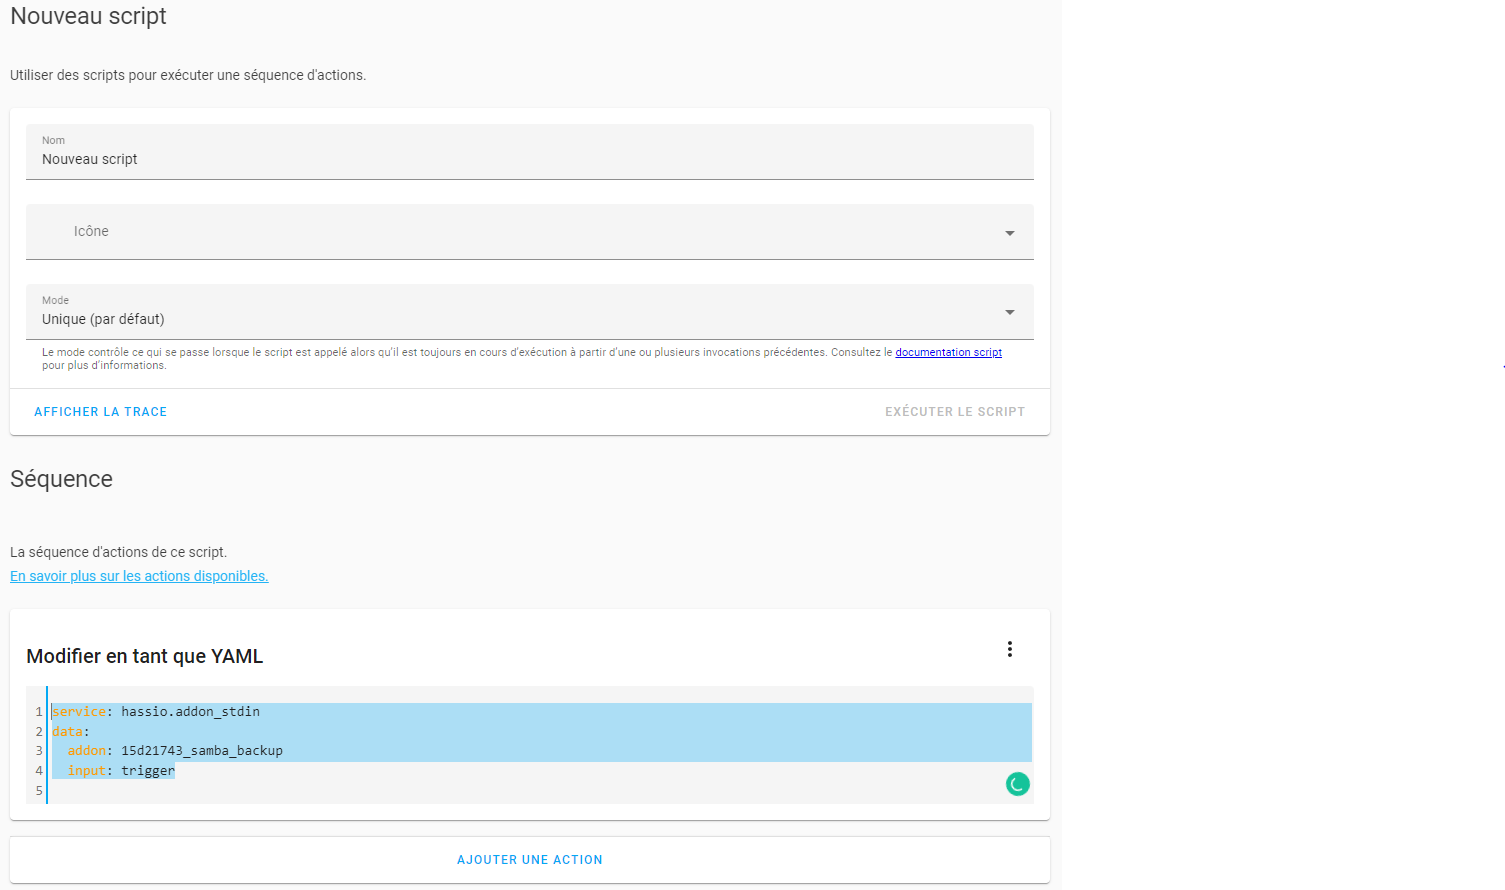 Nouveau script
Utiliser des scripts pour exécuter une séquence d'actions.
Nom
Nouveau script
Icône
Mode
Unique (par défaut)
Le mode contrôle ce qui se passe lorsque le script est appelé alors qu'il est toujours en cours d'exécution à partir d'une ou plusieurs invocations précédentes. Consultez le documentation script
pour plus d'informations.
AFFICHER LA TRACE
EXÉCUTER LE SCRIPT
Séquence
La séquence d'actions de ce script.
En savoir plus sur les actions disponibles.
Modifier en tant que YAML
1 service: hassio.addon_stdin
2 data:
3   addon: 15d21743_samba_backup
4   input: trigger
5
AJOUTER UNE ACTION